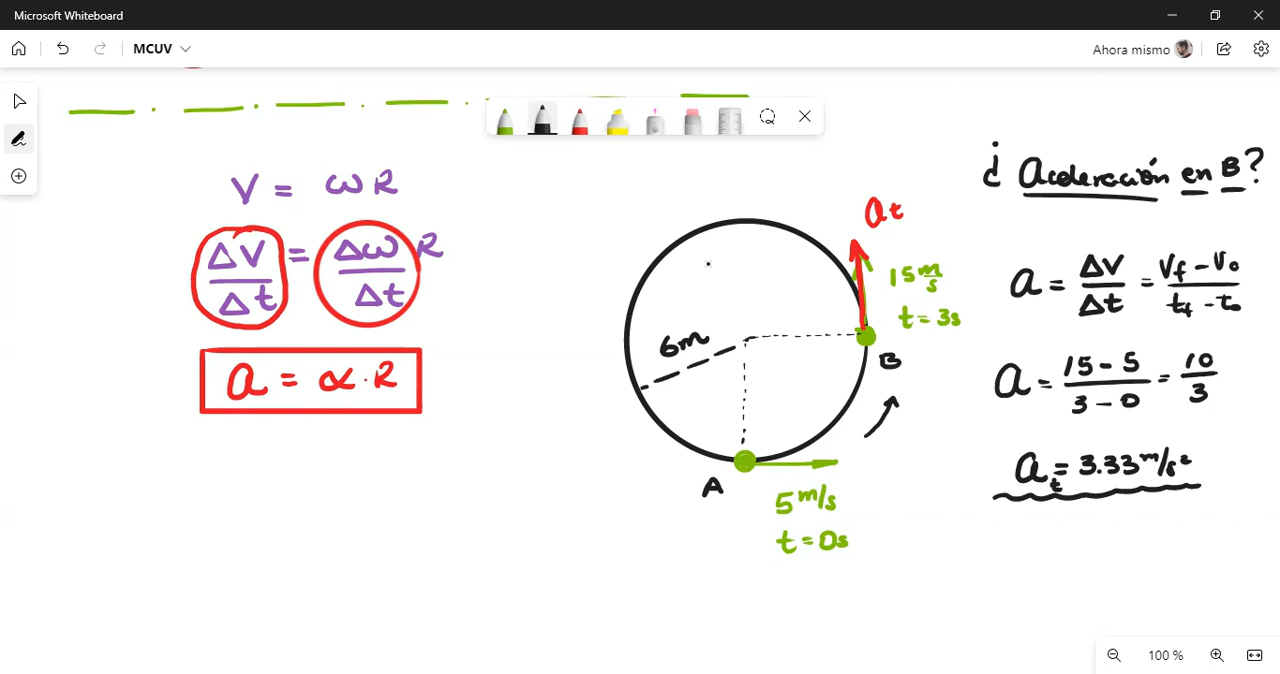 Microsoft Whiteboard
MCUV
Ahora mismo
V = ωR
ΔV/Δt = Δω/Δt R
a = α·R
6m
at
15 m/s
t = 3s
B
A
5 m/s
t = 0s
¿Aceleración en B?
a = ΔV/Δt = Vf - Vo/tf - to
a = 15 - 5/3 - 0 = 10/3
at = 3.33 m/s²
100 %